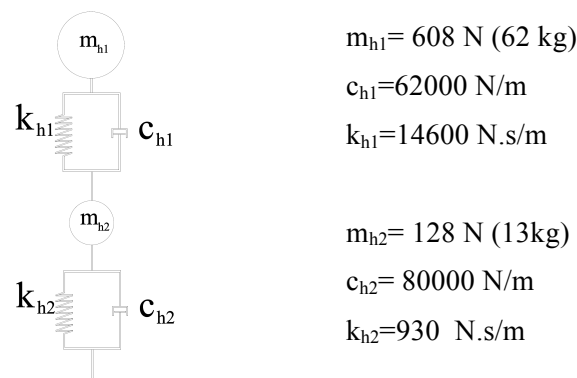 m_h1
k_h1
c_h1
m_h2
k_h2
c_h2
m_h1= 608 N (62 kg)
c_h1=62000 N/m
k_h1=14600 N.s/m
m_h2= 128 N (13kg)
c_h2= 80000 N/m
k_h2=930 N.s/m